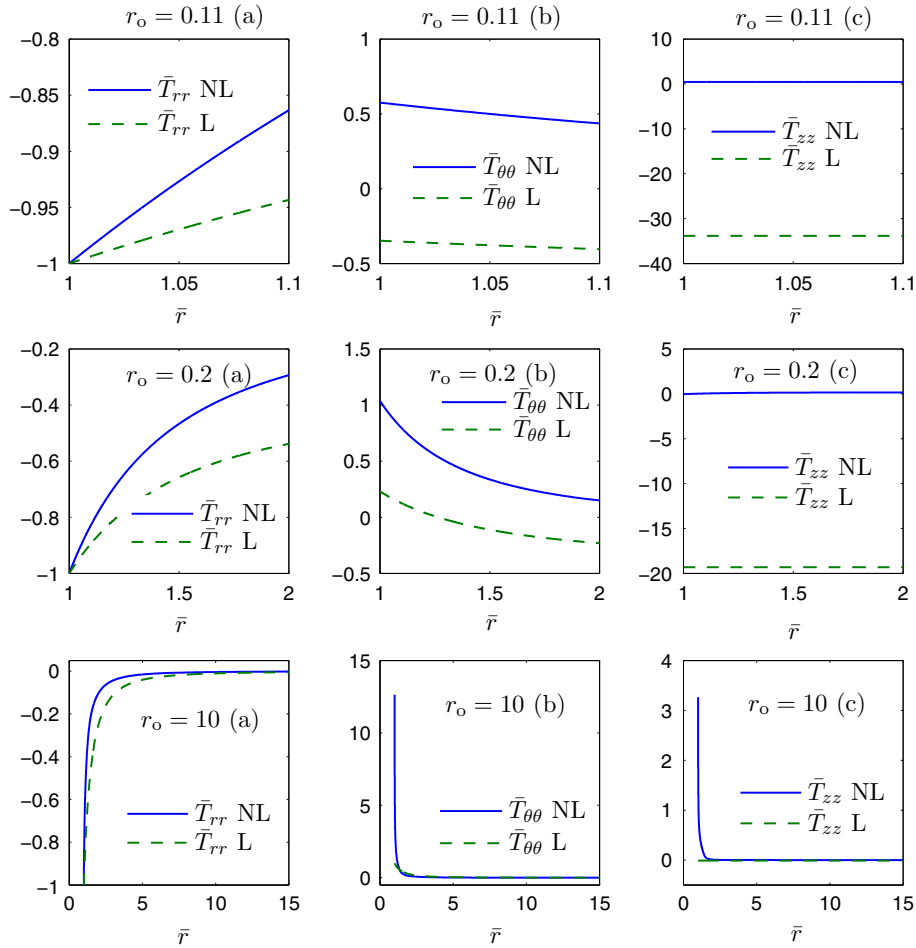 r_o = 0.11 (a)
−0.8
−0.85
−0.9
−0.95
−1
T̄_rr NL
T̄_rr L
1 1.05 1.1
r̄
r_o = 0.11 (b)
1
0.5
0
−0.5
T̄_θθ NL
T̄_θθ L
1 1.05 1.1
r̄
r_o = 0.11 (c)
10
0
−10
−20
−30
−40
T̄_zz NL
T̄_zz L
1 1.05 1.1
r̄
−0.2
−0.4
−0.6
−0.8
−1
r_o = 0.2 (a)
T̄_rr NL
T̄_rr L
1 1.5 2
r̄
1.5
1
0.5
0
−0.5
r_o = 0.2 (b)
T̄_θθ NL
T̄_θθ L
1 1.5 2
r̄
5
0
−5
−10
−15
−20
r_o = 0.2 (c)
T̄_zz NL
T̄_zz L
1 1.5 2
r̄
0
−0.2
−0.4
−0.6
−0.8
−1
r_o = 10 (a)
T̄_rr NL
T̄_rr L
0 5 10 15
r̄
15
10
5
0
r_o = 10 (b)
T̄_θθ NL
T̄_θθ L
0 5 10 15
r̄
4
3
2
1
0
r_o = 10 (c)
T̄_zz NL
T̄_zz L
0 5 10 15
r̄